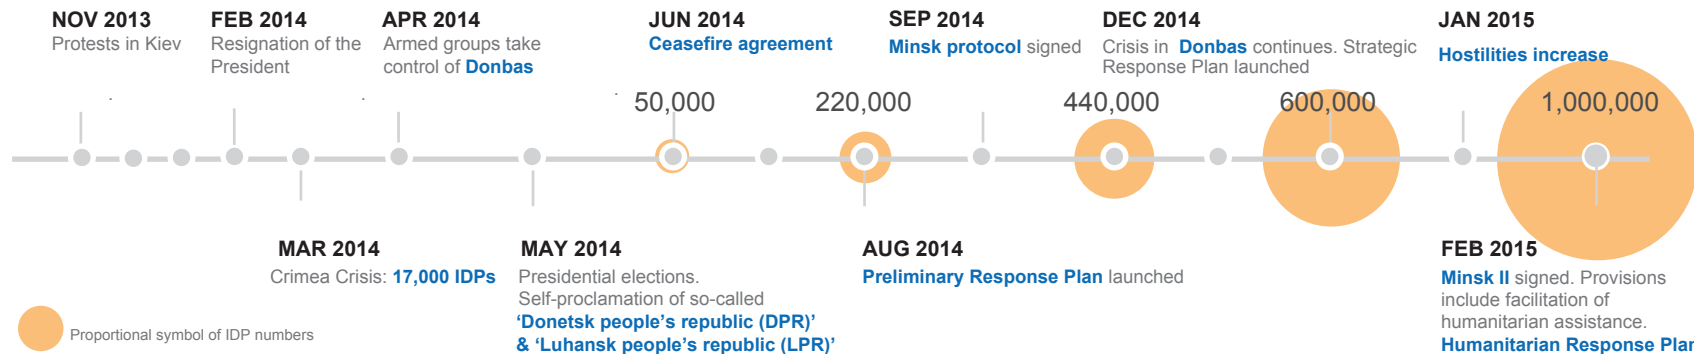 NOV 2013
Protests in Kiev
FEB 2014
Resignation of the
President
APR 2014
Armed groups take
control of Donbas
JUN 2014
Ceasefire agreement
SEP 2014
Minsk protocol signed
DEC 2014
Crisis in Donbas continues. Strategic
Response Plan launched
JAN 2015
Hostilities increase
50,000
220,000
440,000
600,000
1,000,000
MAR 2014
Crimea Crisis: 17,000 IDPs
MAY 2014
Presidential elections.
Self-proclamation of so-called
‘Donetsk people’s republic (DPR)’
& ‘Luhansk people’s republic (LPR)’
AUG 2014
Preliminary Response Plan launched
FEB 2015
Minsk II signed. Provisions
include facilitation of
humanitarian assistance.
Humanitarian Response Plan
Proportional symbol of IDP numbers